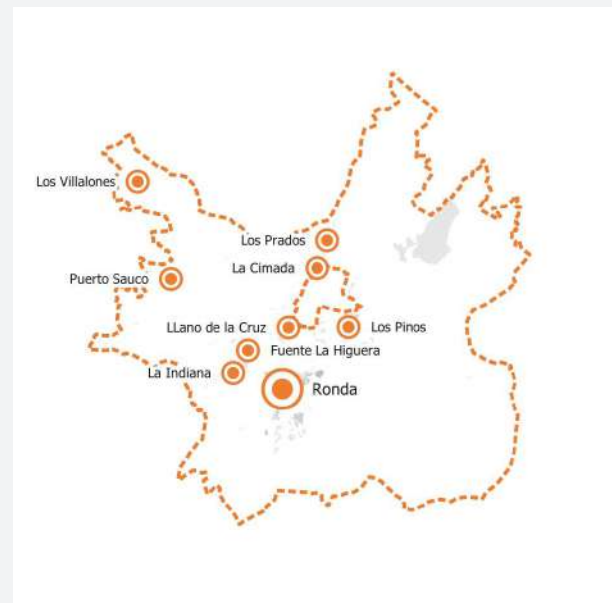 Los Villalones
Los Prados
La Cimada
Puerto Sauco
LLano de la Cruz
Los Pinos
Fuente La Higuera
La Indiana
Ronda